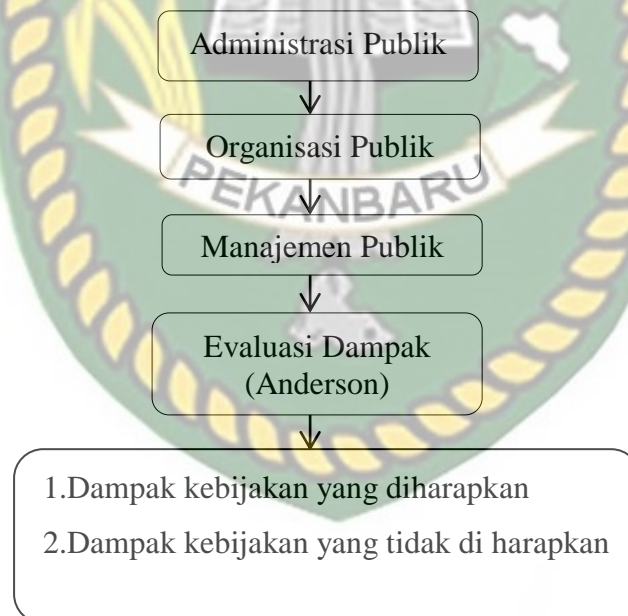 Administrasi Publik
Organisasi Publik
PEKANBARU
Manajemen Publik
Evaluasi Dampak
(Anderson)
1.Dampak kebijakan yang diharapkan
2.Dampak kebijakan yang tidak di harapkan